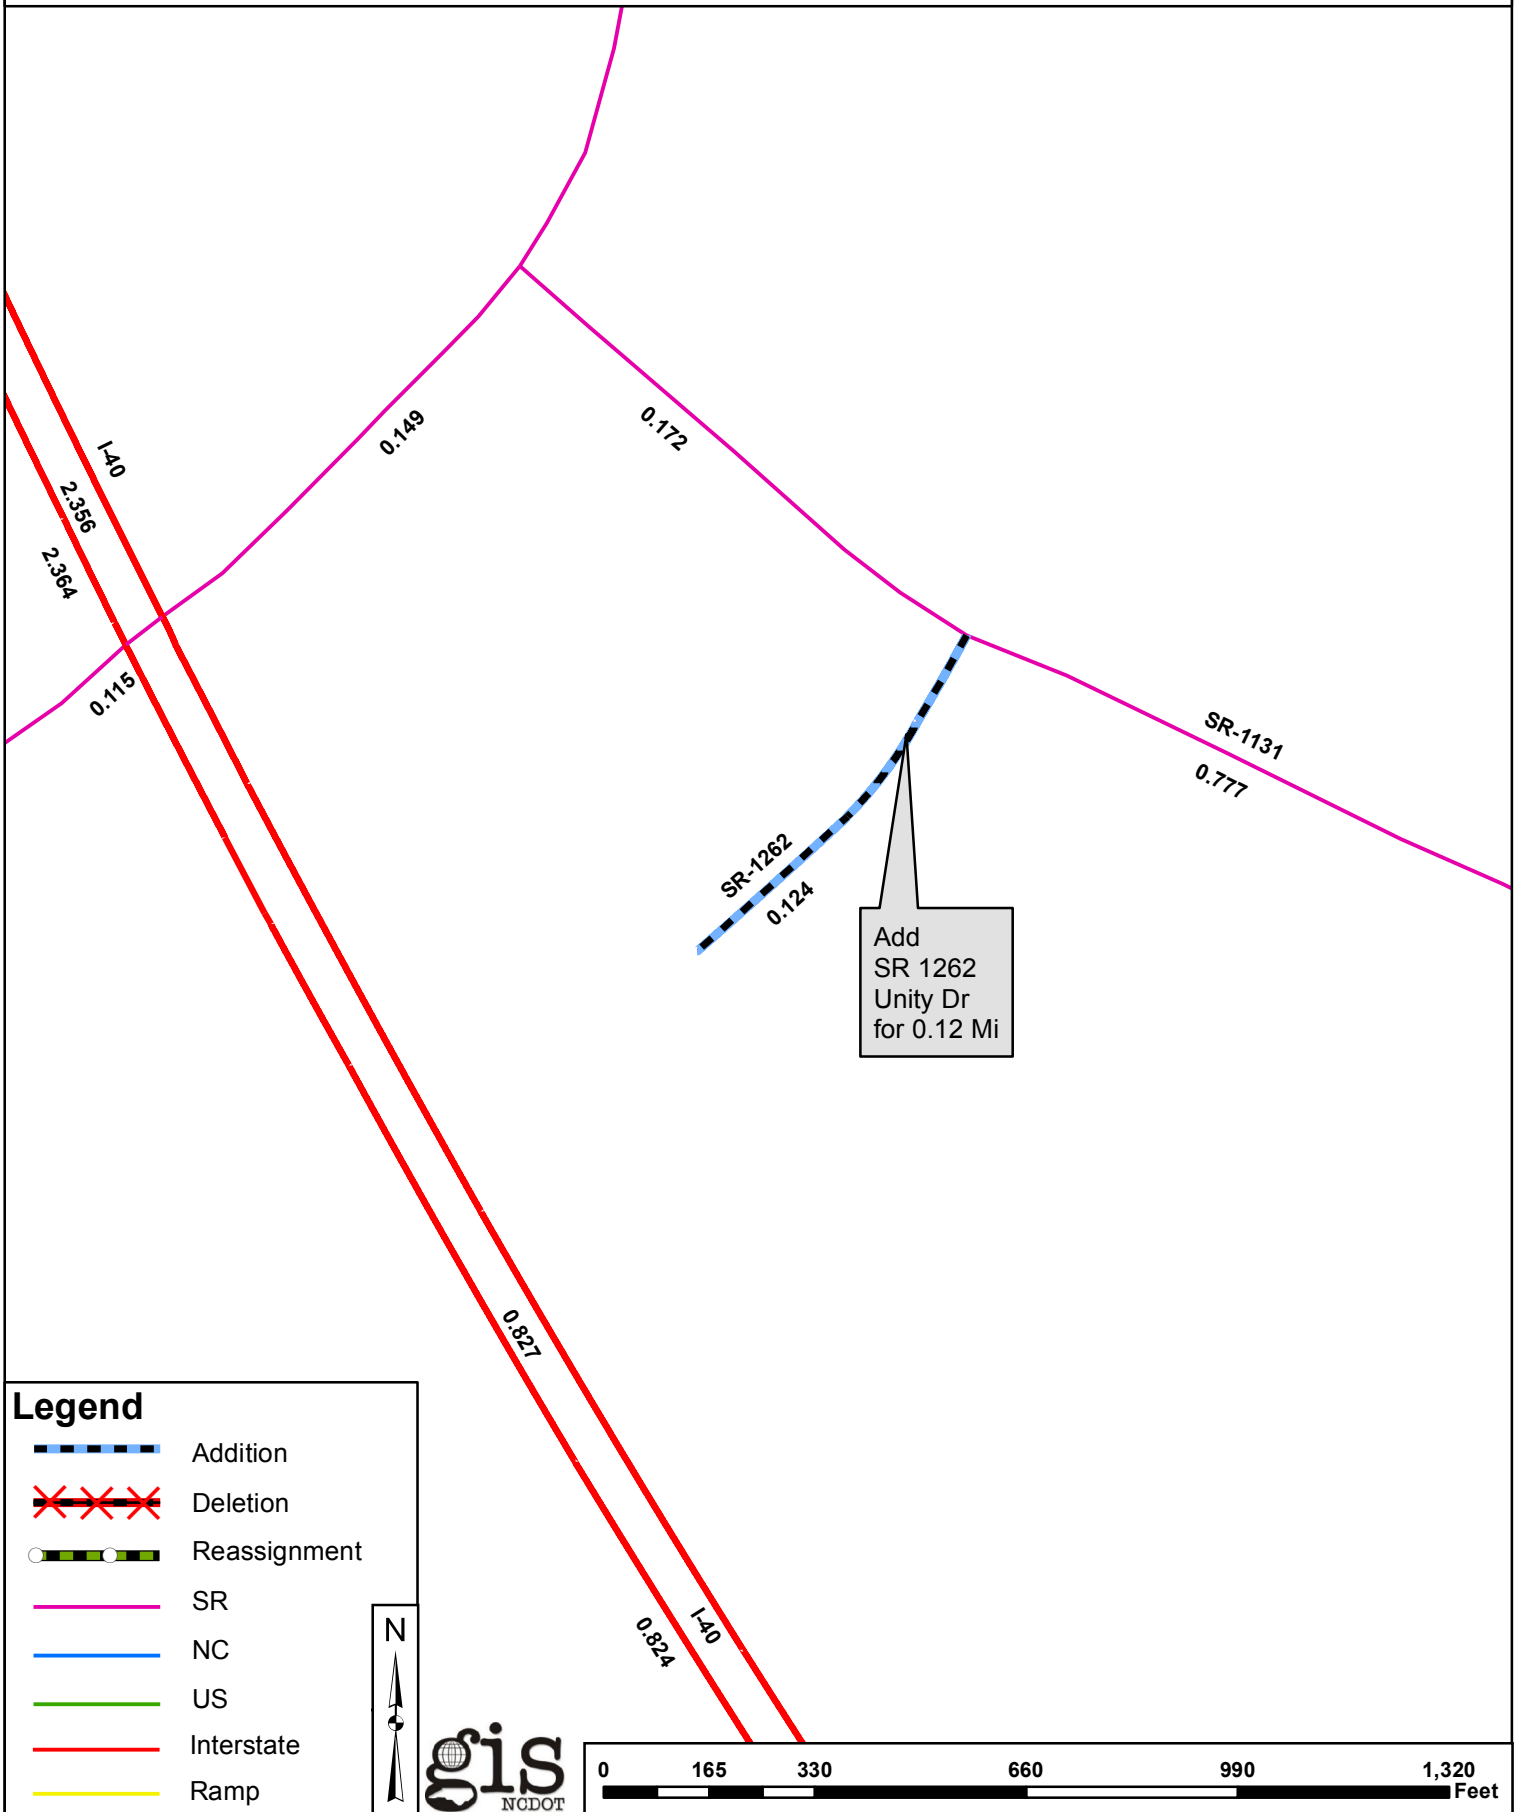 0.149
0.172
I-40
2.356
2.364
0.115
SR-1131
0.777
SR-1262
0.124
Add
SR 1262
Unity Dr
for 0.12 Mi
0.827
I-40
0.824
Legend
Addition
Deletion
Reassignment
SR
NC
US
Interstate
Ramp
N
gis
NCDOT
0 165 330 660 990 1,320
Feet